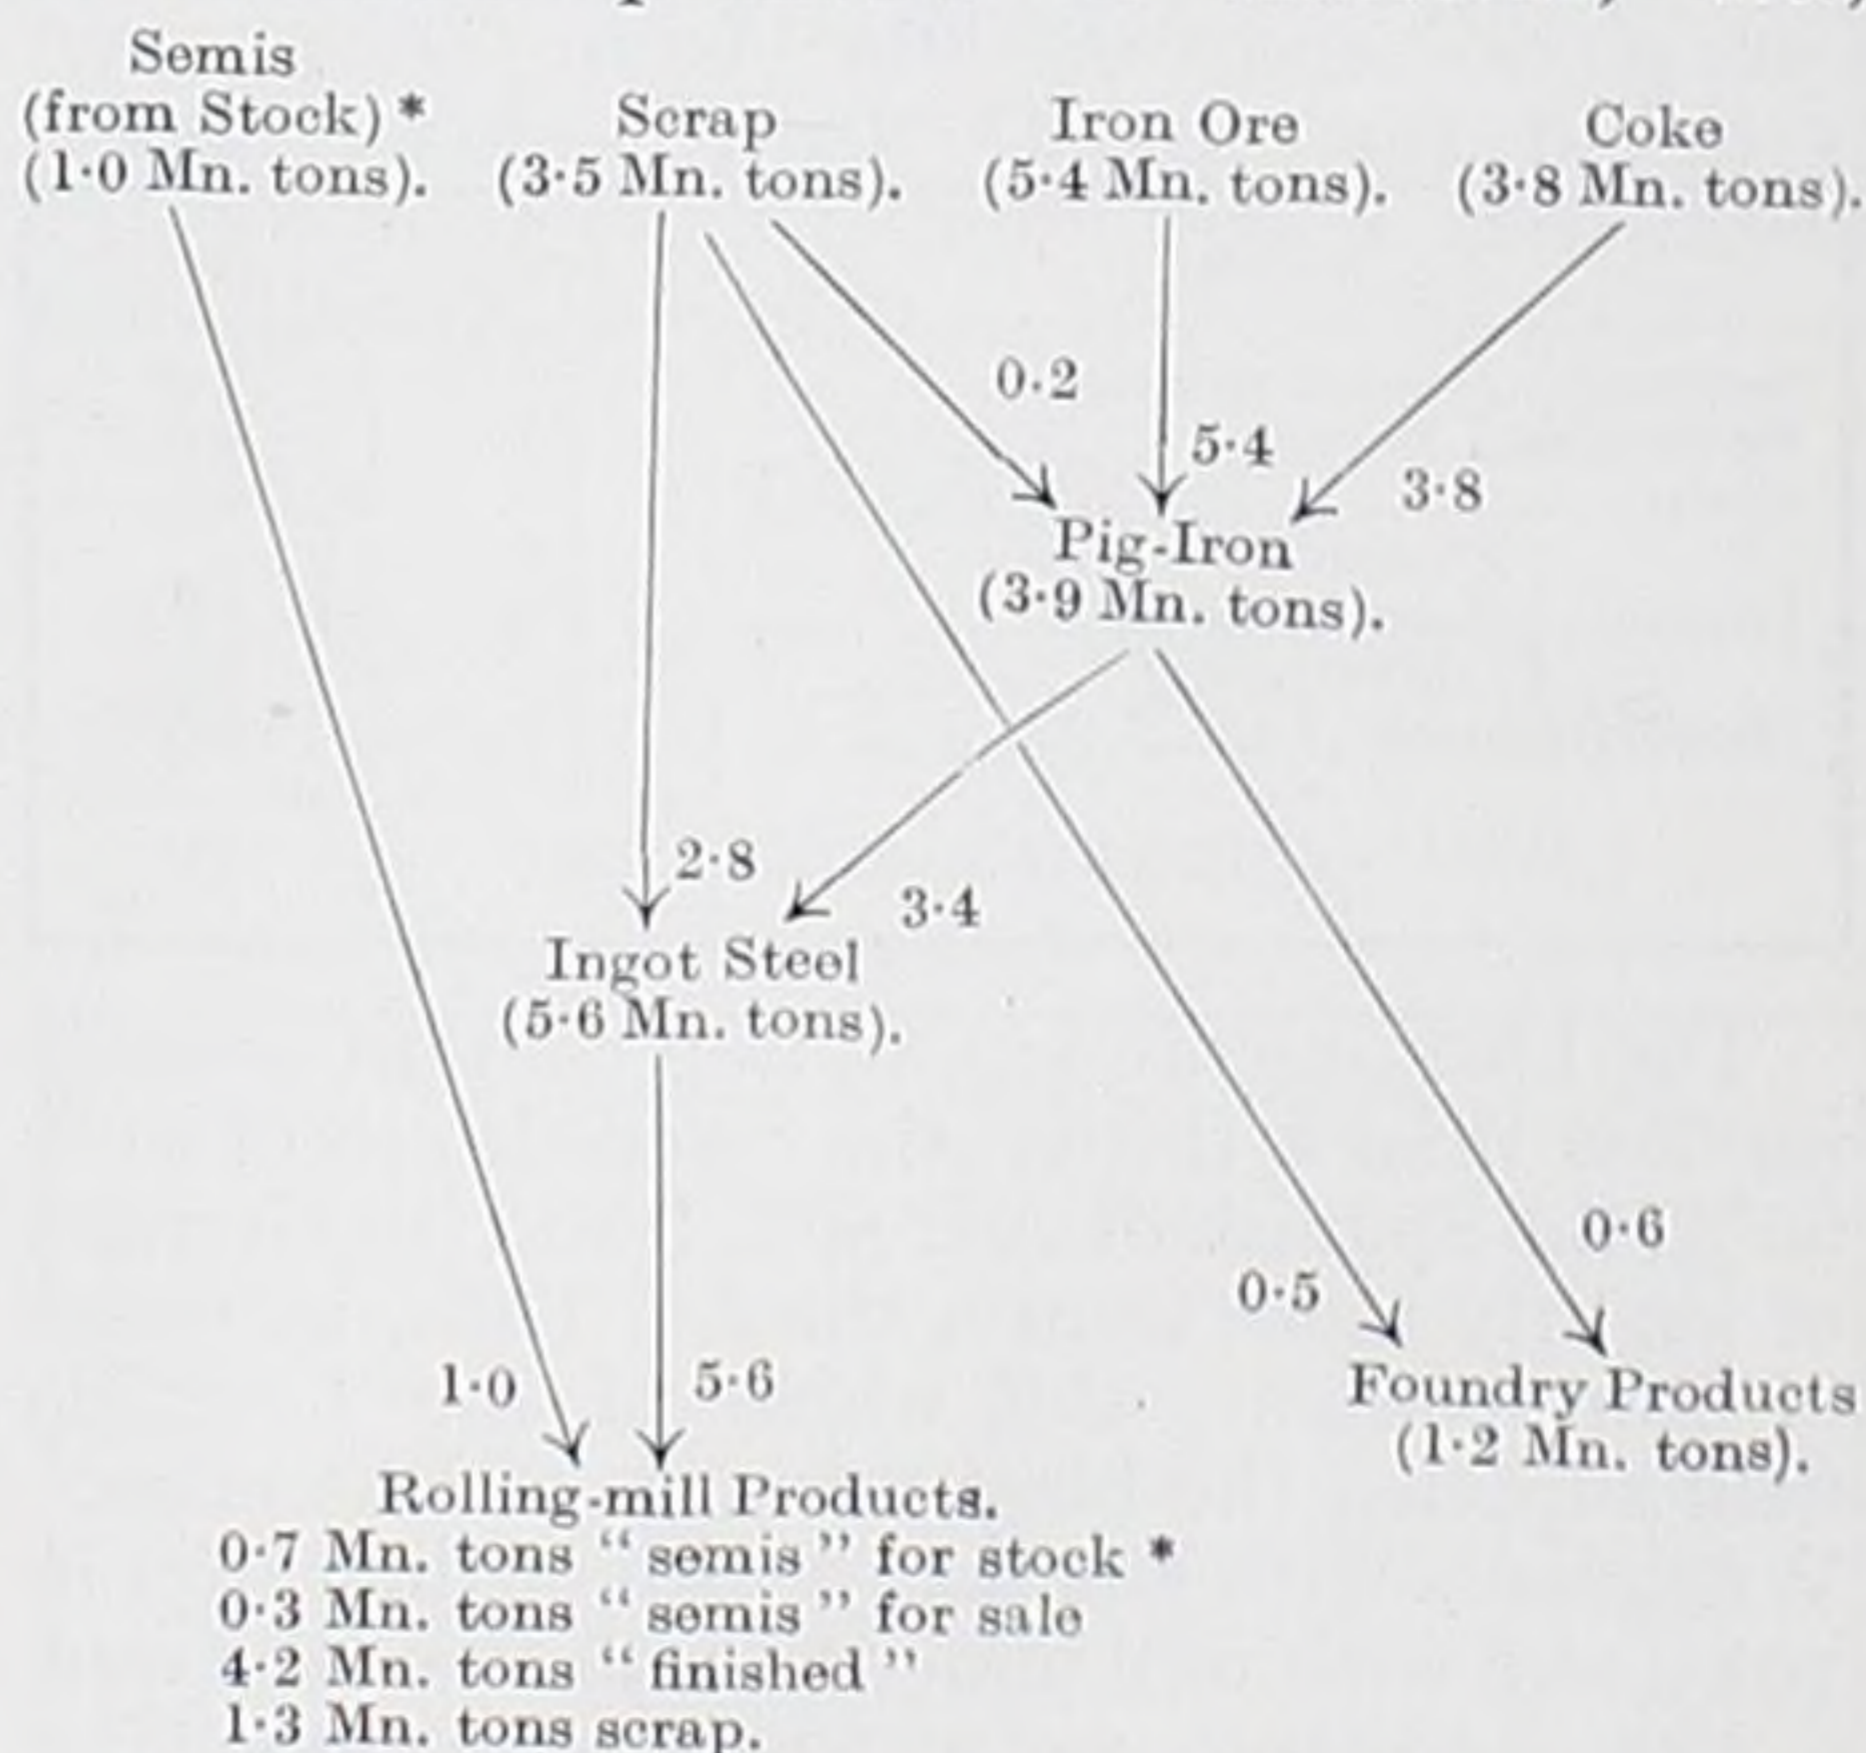 Semis
(from Stock) *
(1·0 Mn. tons).
Scrap
(3·5 Mn. tons).
Iron Ore
(5·4 Mn. tons).
Coke
(3·8 Mn. tons).
0·2
5·4
3·8
Pig-Iron
(3·9 Mn. tons).
2·8
3·4
Ingot Steel
(5·6 Mn. tons).
0·6
0·5
1·0
5·6
Foundry Products
(1·2 Mn. tons).
Rolling-mill Products.
0·7 Mn. tons “ semis ” for stock *
0·3 Mn. tons “ semis ” for sale
4·2 Mn. tons “ finished ”
1·3 Mn. tons scrap.